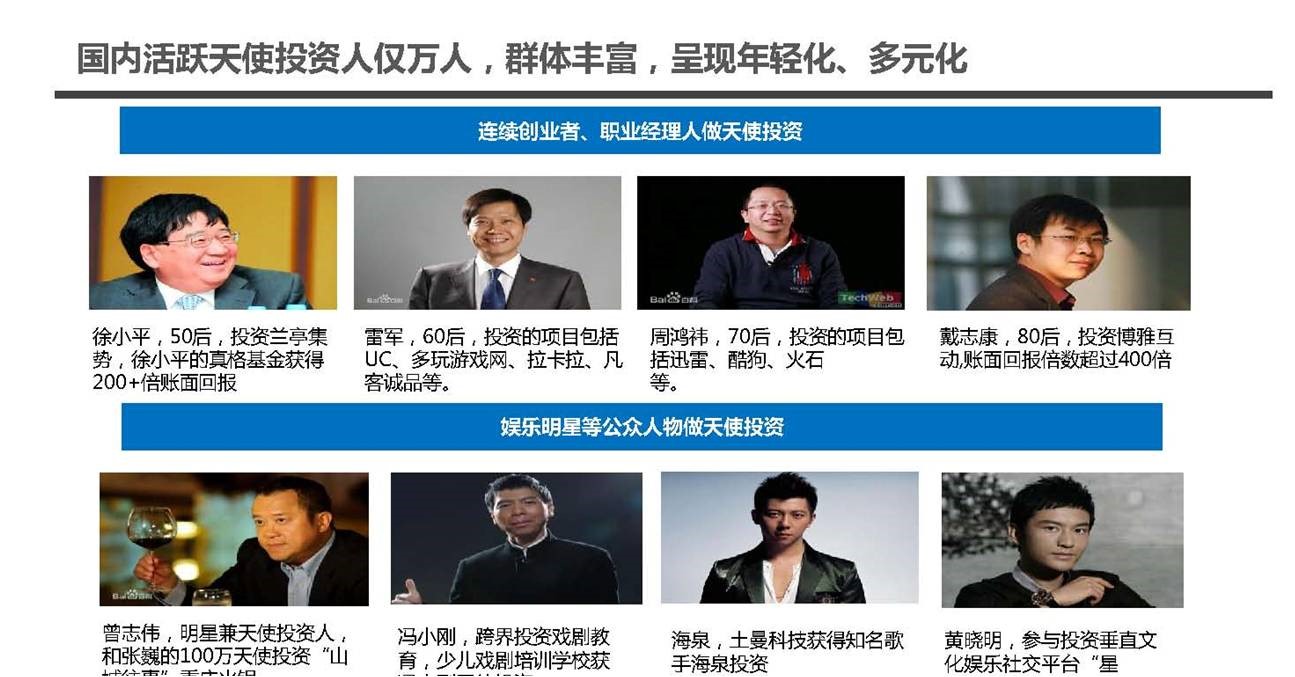 国内活跃天使投资人仅万人，群体丰富，呈现年轻化、多元化
连续创业者、职业经理人做天使投资
Bai百科
Bai百科
TechWeb
徐小平，50后，投资兰亭集
势，徐小平的真格基金获得
200+倍账面回报
雷军，60后，投资的项目包括
UC、多玩游戏网、拉卡拉、凡
客诚品等。
周鸿祎，70后，投资的项目包
括迅雷、酷狗、火石
等。
戴志康，80后，投资博雅互
动,账面回报倍数超过400倍
娱乐明星等公众人物做天使投资
Bai百科
曾志伟，明星兼天使投资人，
和张巍的100万天使投资“山
冯小刚，跨界投资戏剧教
育，少儿戏剧培训学校获
海泉，土曼科技获得知名歌
手海泉投资
黄晓明，参与投资垂直文
化娱乐社交平台“星